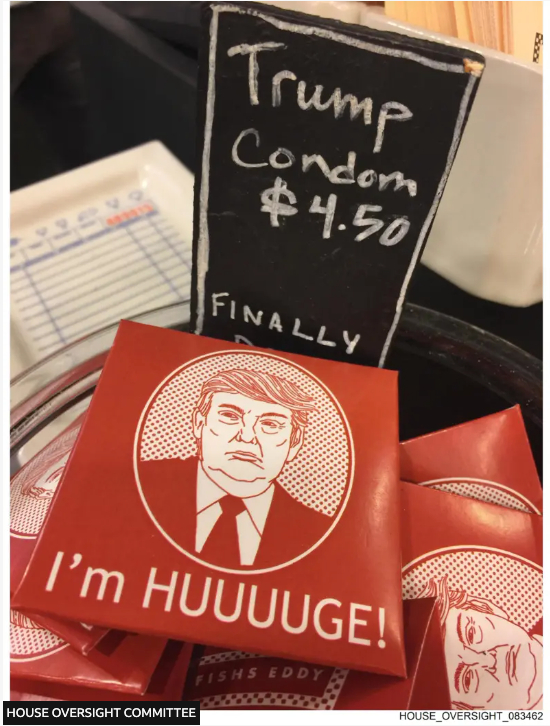 Trump
Condom
$4.50
FINALLY
I'm HUUUUGE!
FISHS EDDY
HOUSE OVERSIGHT COMMITTEE
HOUSE_OVERSIGHT_083462